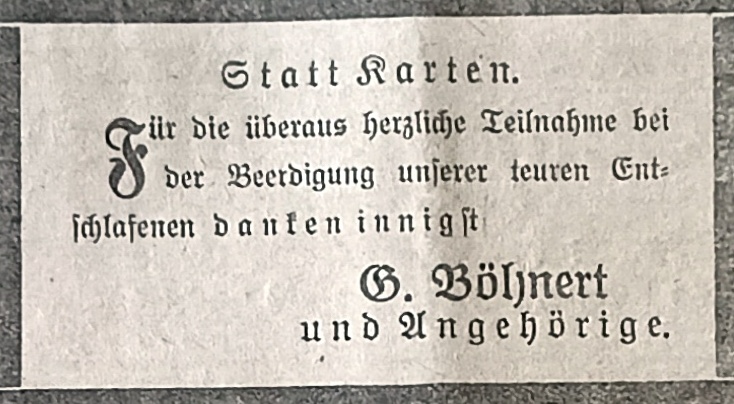 Statt Karten.
Für die überaus herzliche Teilnahme bei
der Beerdigung unserer teuren Ent-
schlafenen danken innigst
G. Böhnert
und Angehörige.